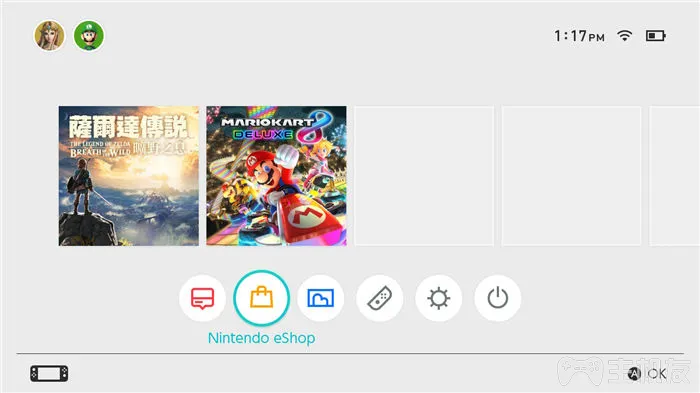 1:17PM
薩爾達傳說
THE LEGEND OF ZELDA
BREATH OF THE WILD 曠野之息
MARIOKART 8
DELUXE
Nintendo eShop
A OK
主机友